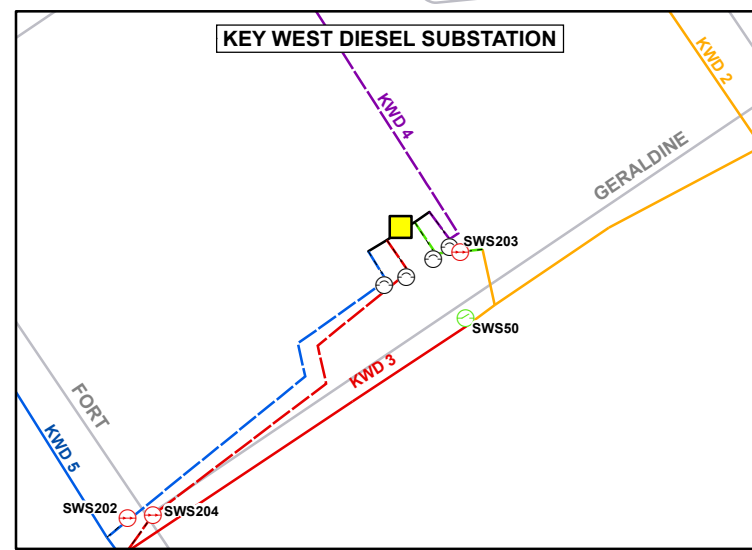 KEY WEST DIESEL SUBSTATION
KWD 2
KWD 4
GERALDINE
SWS203
SWS50
KWD 3
FORT
KWD 5
SWS202
SWS204